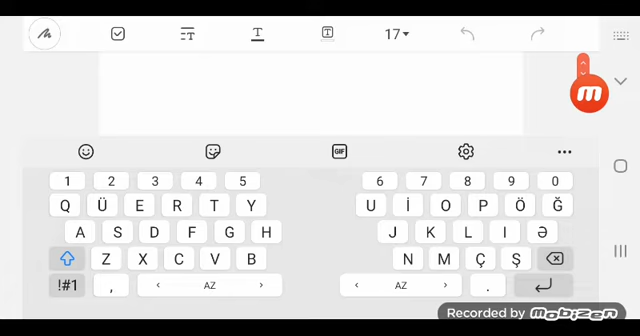 T T T 17
GIF
1 2 3 4 5 6 7 8 9 0
Q Ü E R T Y U İ O P Ö Ğ
A S D F G H J K L I Ə
Z X C V B N M Ç Ş
!#1 , < AZ > < AZ > .
Recorded by MOBIZEN